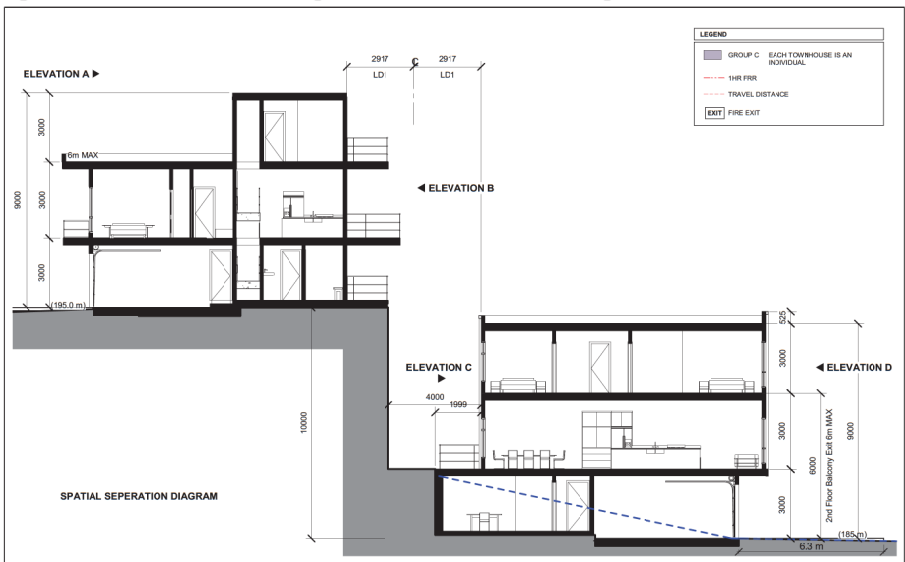 LEGEND
GROUP C EACH TOWNHOUSE IS AN
INDIVIDUAL
1HR FRR
TRAVEL DISTANCE
EXIT FIRE EXIT
2917 2917
LD1 LD1
ELEVATION A
3000
6m MAX
ELEVATION B
9000
3000
3000
(195.0 m)
525
ELEVATION C
3000
ELEVATION D
4000
1999
10000
3000
6000
2nd Floor Balcony Exit 6m MAX
9000
SPATIAL SEPERATION DIAGRAM
3000
(185 m)
6.3 m